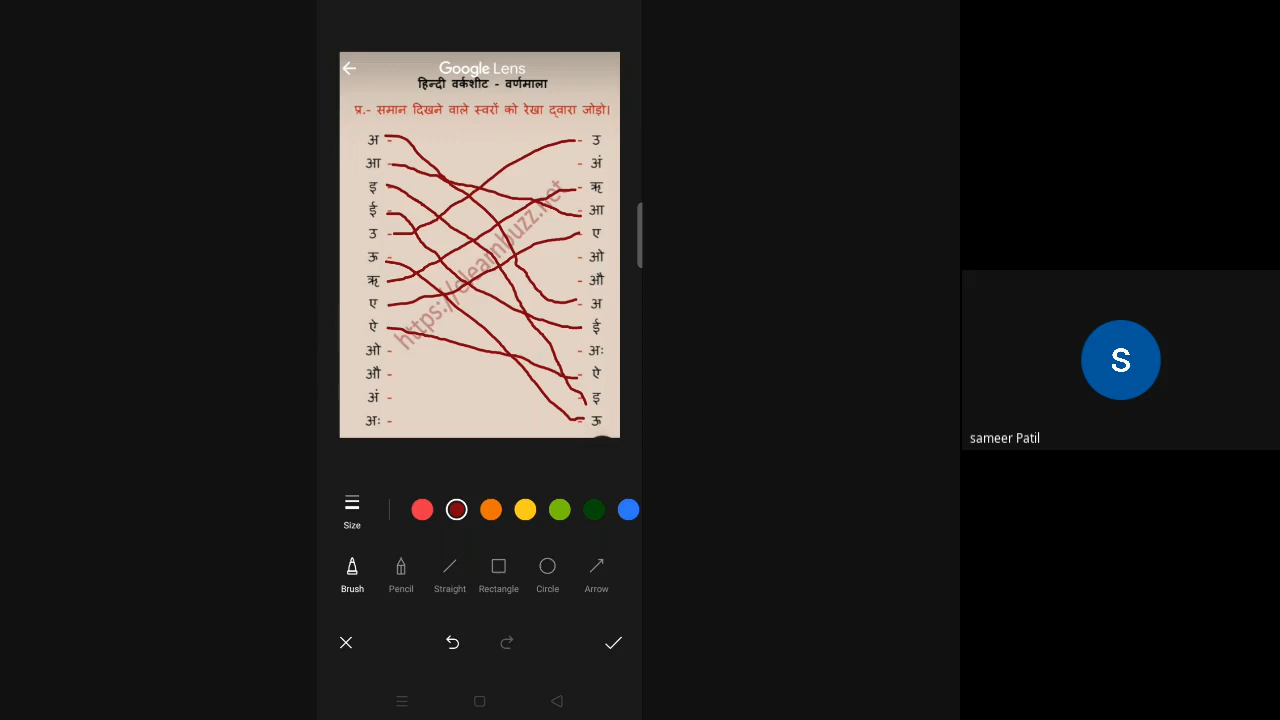 Google Lens
हिन्दी वर्कशीट - वर्णमाला
प्र.- समान दिखने वाले स्वरों को रेखा द्वारा जोड़ो।
अ - - उ
आ - - अं
इ - - ऋ
ई - - आ
उ - - ए
ऊ - - ओ
ऋ - - औ
ए - - अ
ऐ - - ई
ओ - - अः
औ - - ऐ
अं - - इ
अः - - ऊ
https://elearnbuzz.net
Size
Brush Pencil Straight Rectangle Circle Arrow
S
sameer Patil